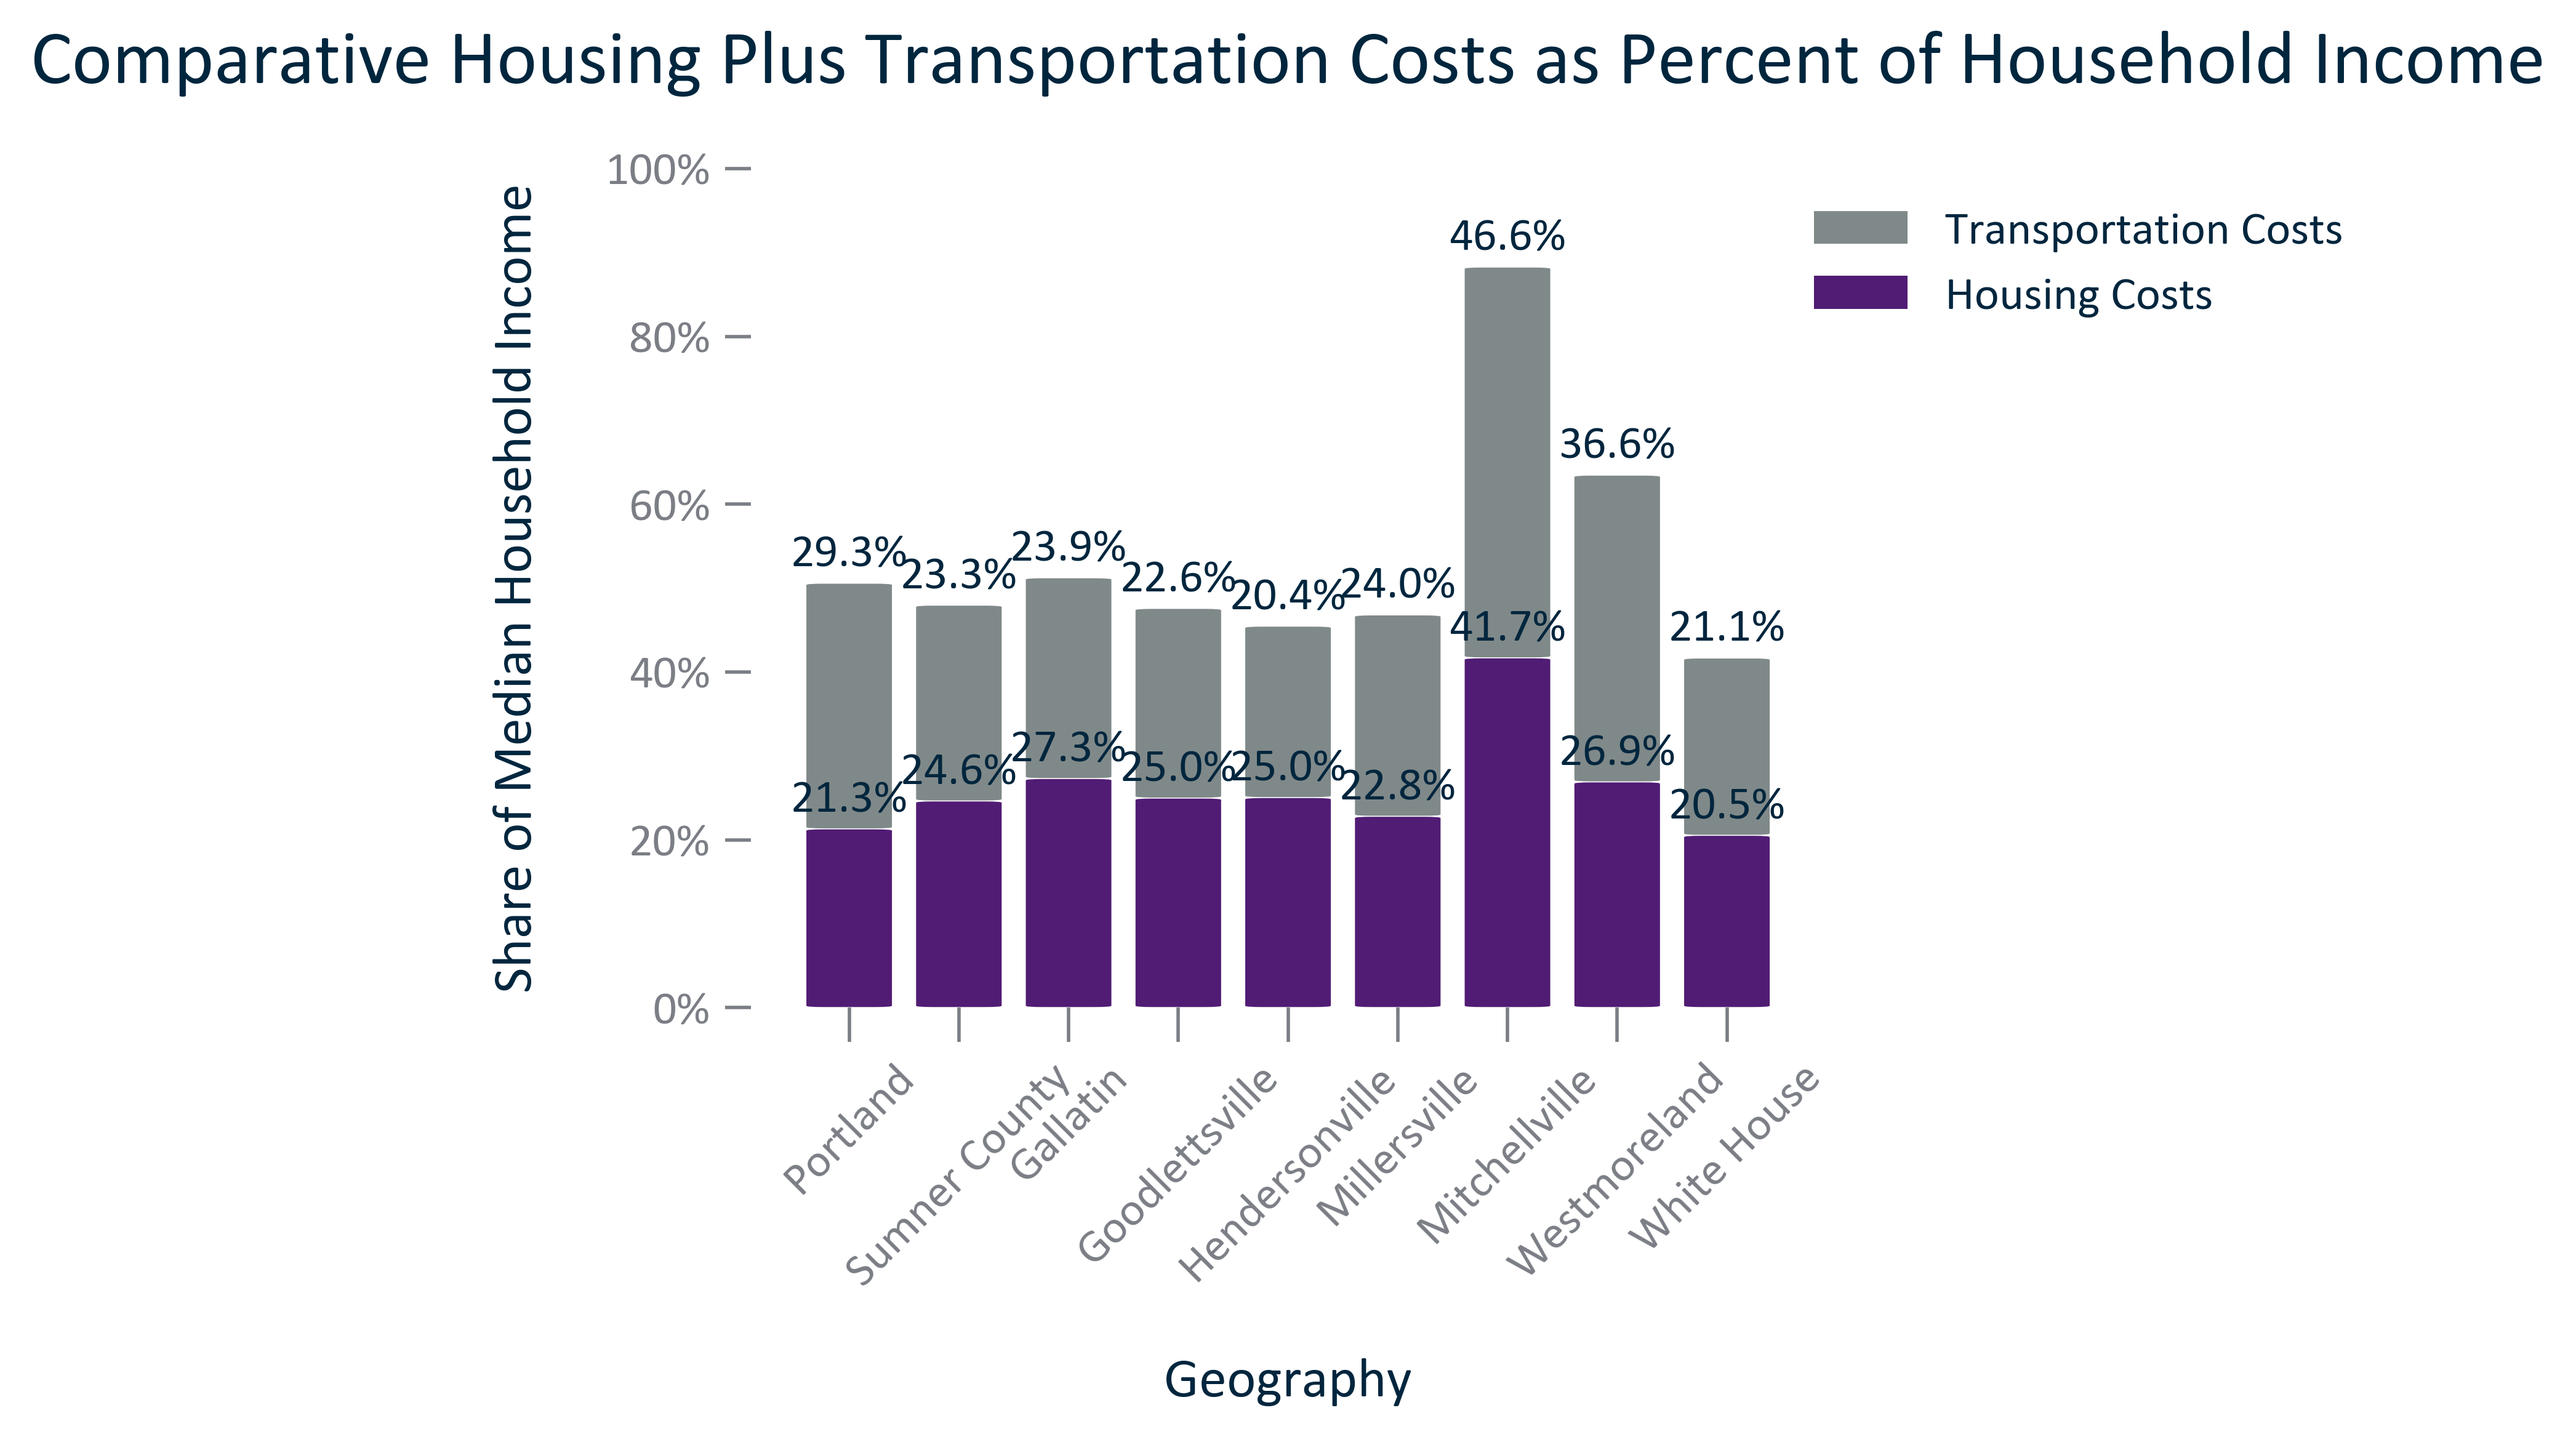 Comparative Housing Plus Transportation Costs as Percent of Household Income
Share of Median Household Income
100%
80%
60%
40%
20%
0%
Transportation Costs
Housing Costs
29.3%
23.3%
23.9%
22.6%
20.4%
24.0%
46.6%
36.6%
21.1%
21.3%
24.6%
27.3%
25.0%
25.0%
22.8%
41.7%
26.9%
20.5%
Portland
Sumner County
Gallatin
Goodlettsville
Hendersonville
Millersville
Mitchellville
Westmoreland
White House
Geography